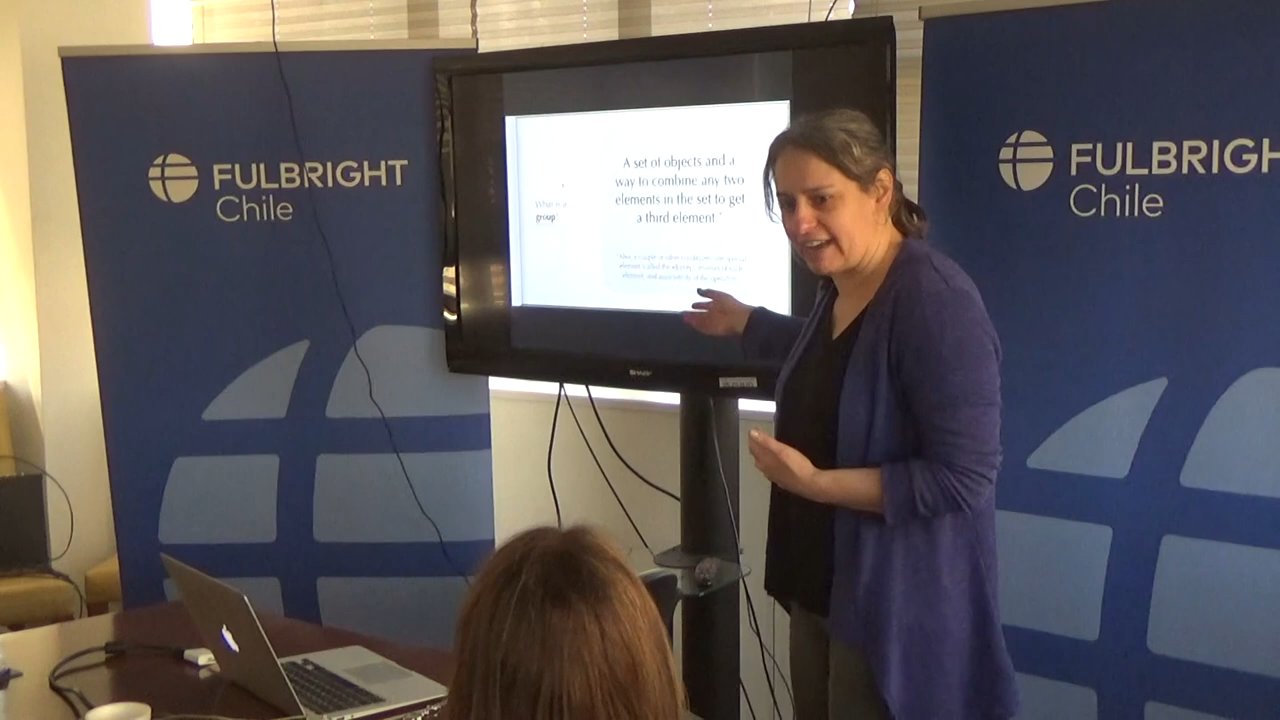 FULBRIGHT
Chile
What is a
group
A set of objects and a
way to combine any two
elements in the set to get
a third element.*
SHARP
FULBRIGH
Chile